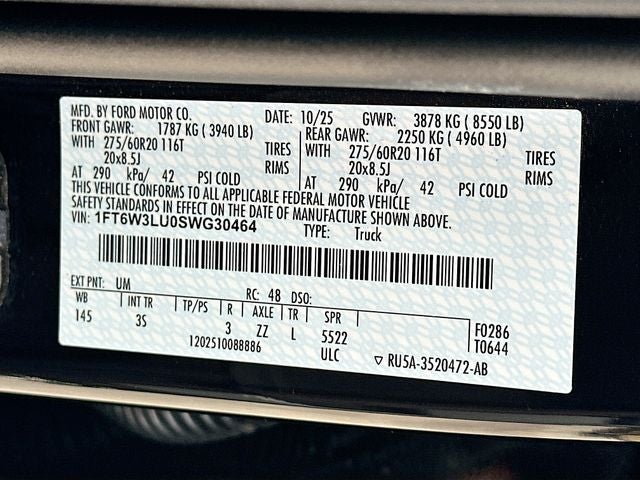 MFD. BY FORD MOTOR CO. DATE: 10/25 GVWR: 3878 KG ( 8550 LB)
FRONT GAWR: 1787 KG ( 3940 LB) REAR GAWR: 2250 KG ( 4960 LB)
WITH 275/60R20 116T TIRES WITH 275/60R20 116T TIRES
20x8.5J RIMS 20x8.5J RIMS
AT 290 kPa/ 42 PSI COLD AT 290 kPa/ 42 PSI COLD
THIS VEHICLE CONFORMS TO ALL APPLICABLE FEDERAL MOTOR VEHICLE
SAFETY STANDARDS IN EFFECT ON THE DATE OF MANUFACTURE SHOWN ABOVE.
VIN: 1FT6W3LU0SWG30464 TYPE: Truck
EXT PNT: UM RC: 48 DSO:
WB INT TR TP/PS R AXLE TR SPR
145 3S 3 ZZ L 5522
F0286
T0644
1202510088886 ULC ▽ RU5A-3520472-AB